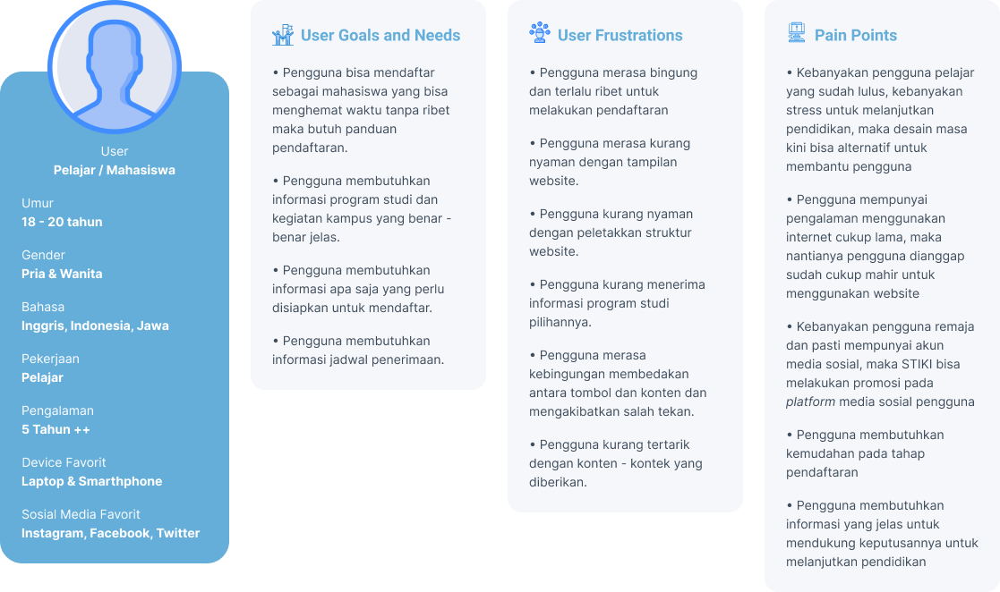 User
Pelajar / Mahasiswa
Umur
18 - 20 tahun
Gender
Pria & Wanita
Bahasa
Inggris, Indonesia, Jawa
Pekerjaan
Pelajar
Pengalaman
5 Tahun ++
Device Favorit
Laptop & Smarthphone
Sosial Media Favorit
Instagram, Facebook, Twitter
User Goals and Needs
• Pengguna bisa mendaftar
sebagai mahasiswa yang bisa
menghemat waktu tanpa ribet
maka butuh panduan
pendaftaran.
• Pengguna membutuhkan
informasi program studi dan
kegiatan kampus yang benar -
benar jelas.
• Pengguna membutuhkan
informasi apa saja yang perlu
disiapkan untuk mendaftar.
• Pengguna membutuhkan
informasi jadwal penerimaan.
User Frustrations
• Pengguna merasa bingung
dan terlalu ribet untuk
melakukan pendaftaran
• Pengguna merasa kurang
nyaman dengan tampilan
website.
• Pengguna kurang nyaman
dengan peletakkan struktur
website.
• Pengguna kurang menerima
informasi program studi
pilihannya.
• Pengguna merasa
kebingungan membedakan
antara tombol dan konten dan
mengakibatkan salah tekan.
• Pengguna kurang tertarik
dengan konten - kontek yang
diberikan.
Pain Points
• Kebanyakan pengguna pelajar
yang sudah lulus, kebanyakan
stress untuk melanjutkan
pendidikan, maka desain masa
kini bisa alternatif untuk
membantu pengguna
• Pengguna mempunyai
pengalaman menggunakan
internet cukup lama, maka
nantianya pengguna dianggap
sudah cukup mahir untuk
menggunakan website
• Kebanyakan pengguna remaja
dan pasti mempunyai akun
media sosial, maka STIKI bisa
melakukan promosi pada
platform media sosial pengguna
• Pengguna membutuhkan
kemudahan pada tahap
pendaftaran
• Pengguna membutuhkan
informasi yang jelas untuk
mendukung keputusannya untuk
melanjutkan pendidikan